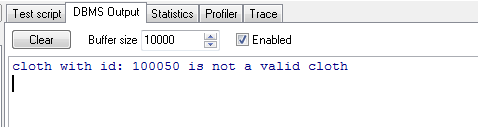 Test script DBMS Output Statistics Profiler Trace
Clear Buffer size 10000 Enabled
cloth with id: 100050 is not a valid cloth